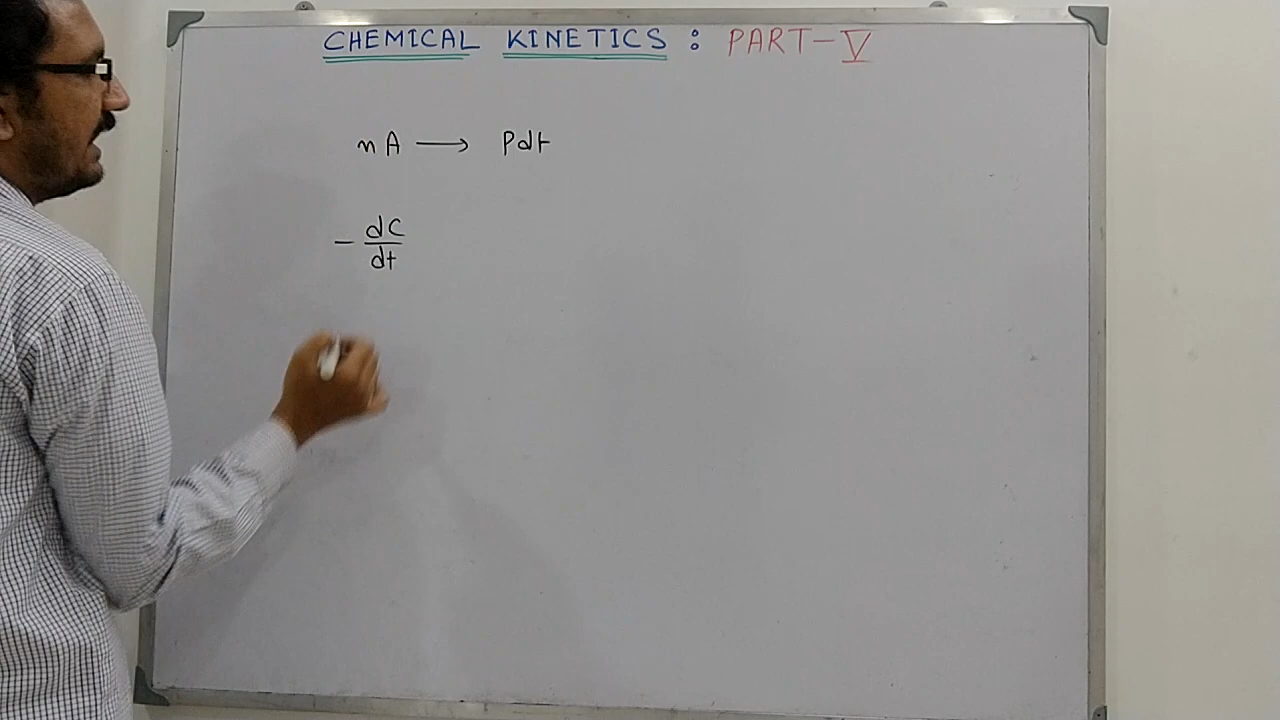 CHEMICAL KINETICS : PART-V
nA → Pdt
- dC/dt